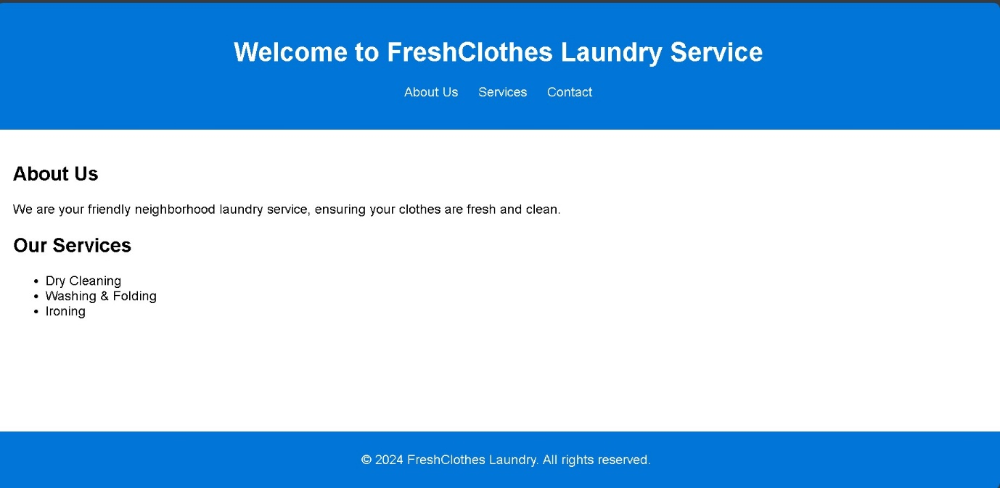 Welcome to FreshClothes Laundry Service
About Us Services Contact
About Us
We are your friendly neighborhood laundry service, ensuring your clothes are fresh and clean.
Our Services
• Dry Cleaning
• Washing & Folding
• Ironing
© 2024 FreshClothes Laundry. All rights reserved.